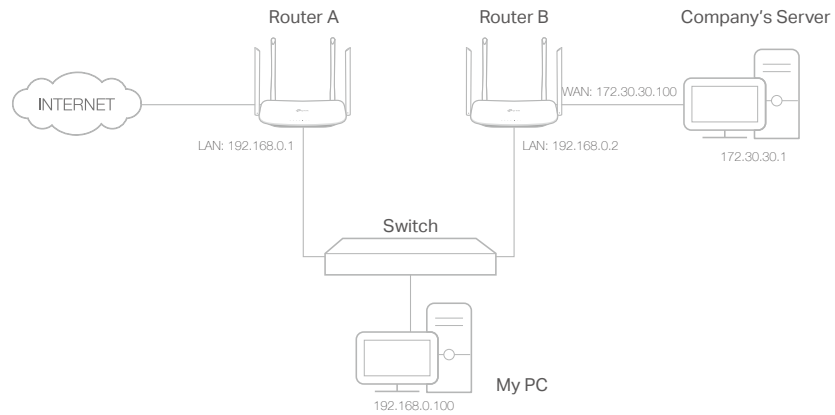 Router A
Router B
Company's Server
INTERNET
WAN: 172.30.30.100
LAN: 192.168.0.1
LAN: 192.168.0.2
172.30.30.1
Switch
My PC
192.168.0.100